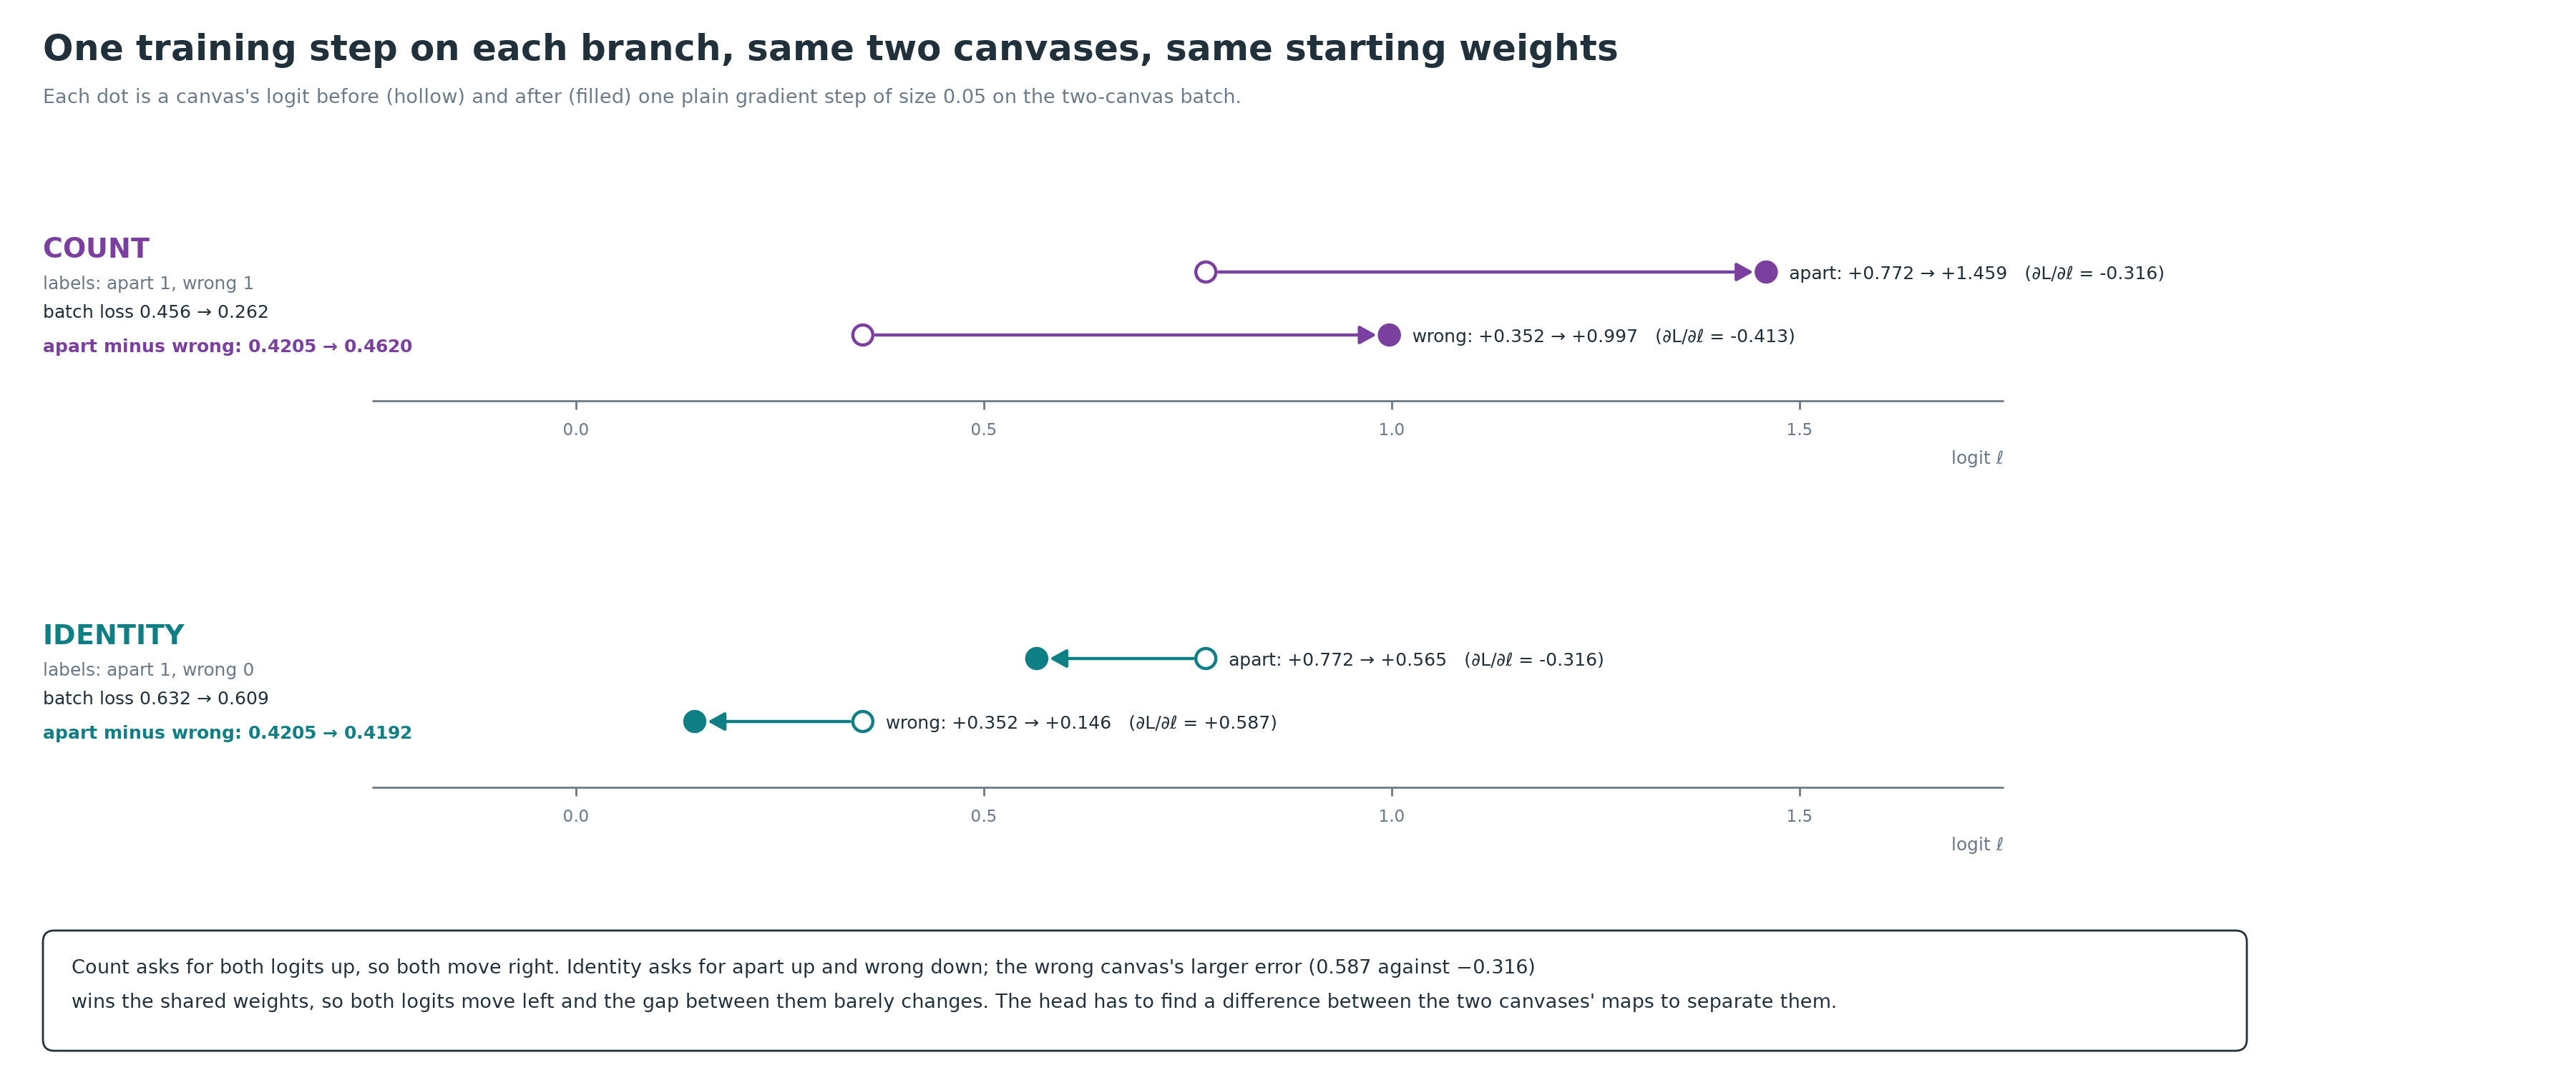 One training step on each branch, same two canvases, same starting weights
Each dot is a canvas's logit before (hollow) and after (filled) one plain gradient step of size 0.05 on the two-canvas batch.
COUNT
labels: apart 1, wrong 1
batch loss 0.456 → 0.262
apart minus wrong: 0.4205 → 0.4620
apart: +0.772 → +1.459 (∂L/∂ℓ = -0.316)
wrong: +0.352 → +0.997 (∂L/∂ℓ = -0.413)
0.0 0.5 1.0 1.5
logit ℓ
IDENTITY
labels: apart 1, wrong 0
batch loss 0.632 → 0.609
apart minus wrong: 0.4205 → 0.4192
apart: +0.772 → +0.565 (∂L/∂ℓ = -0.316)
wrong: +0.352 → +0.146 (∂L/∂ℓ = +0.587)
0.0 0.5 1.0 1.5
logit ℓ
Count asks for both logits up, so both move right. Identity asks for apart up and wrong down; the wrong canvas's larger error (0.587 against −0.316)
wins the shared weights, so both logits move left and the gap between them barely changes. The head has to find a difference between the two canvases' maps to separate them.